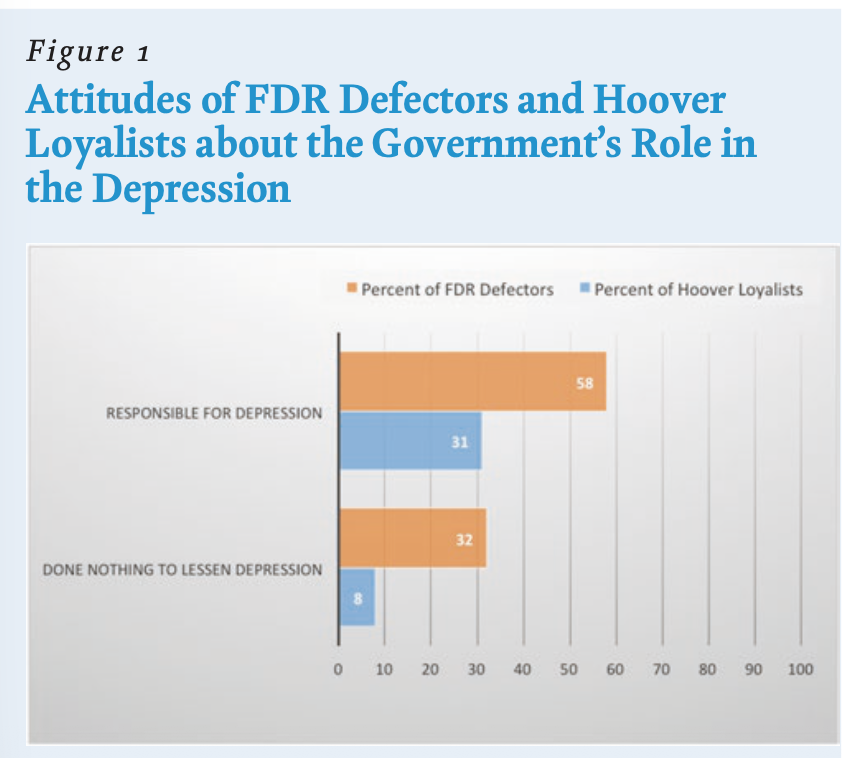 Figure 1
Attitudes of FDR Defectors and Hoover
Loyalists about the Government's Role in
the Depression
Percent of FDR Defectors Percent of Hoover Loyalists
58
RESPONSIBLE FOR DEPRESSION
31
32
DONE NOTHING TO LESSEN DEPRESSION
8
0 10 20 30 40 50 60 70 80 90 100